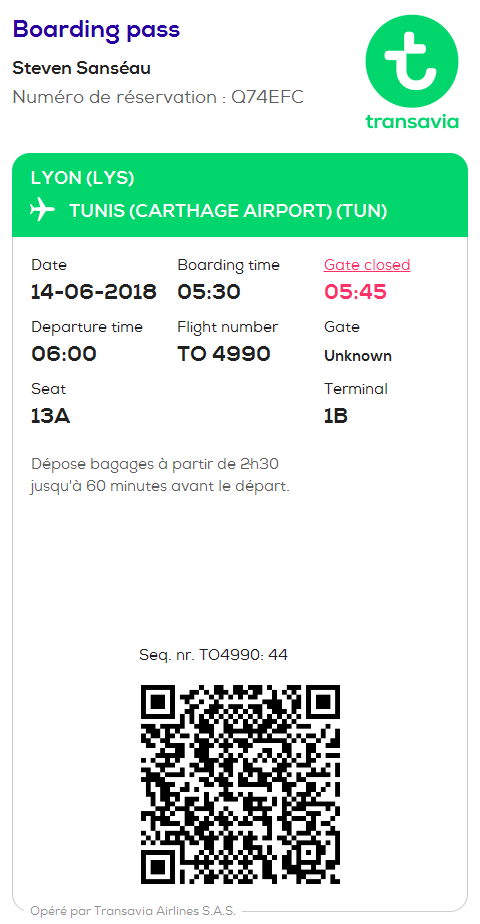 Boarding pass
Steven Sanséau
Numéro de réservation : Q74EFC
transavia
LYON (LYS)
TUNIS (CARTHAGE AIRPORT) (TUN)
Date Boarding time Gate closed
14-06-2018 05:30 05:45
Departure time Flight number Gate
06:00 TO 4990 Unknown
Seat Terminal
13A 1B
Dépose bagages à partir de 2h30
jusqu'à 60 minutes avant le départ.
Seq. nr. TO4990: 44
Opéré par Transavia Airlines S.A.S.